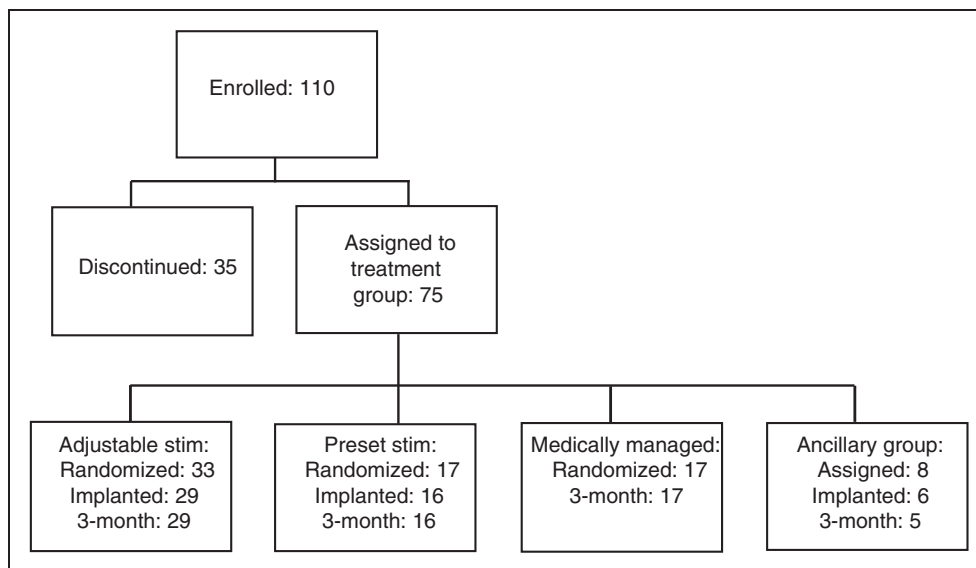 Enrolled: 110
Discontinued: 35
Assigned to
treatment
group: 75
Adjustable stim:
Randomized: 33
Implanted: 29
3-month: 29
Preset stim:
Randomized: 17
Implanted: 16
3-month: 16
Medically managed:
Randomized: 17
3-month: 17
Ancillary group:
Assigned: 8
Implanted: 6
3-month: 5